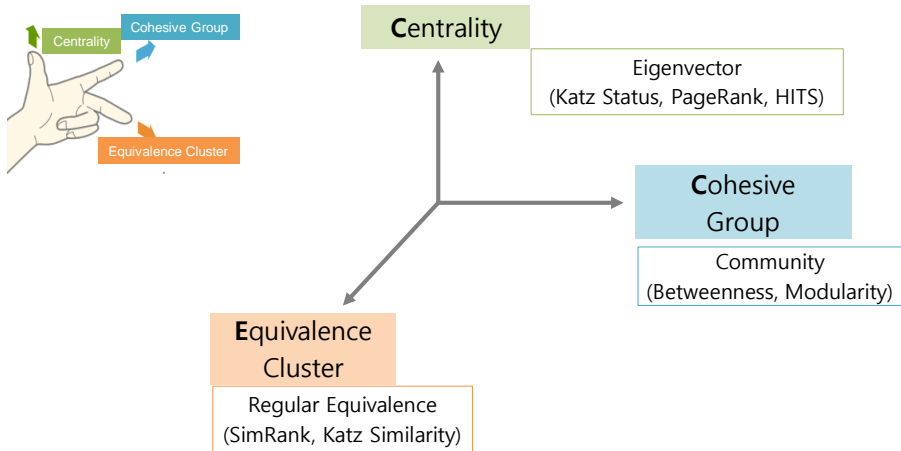 Cohesive Group
Centrality
Equivalence Cluster
Centrality
Eigenvector
(Katz Status, PageRank, HITS)
Cohesive
Group
Community
(Betweenness, Modularity)
Equivalence
Cluster
Regular Equivalence
(SimRank, Katz Similarity)